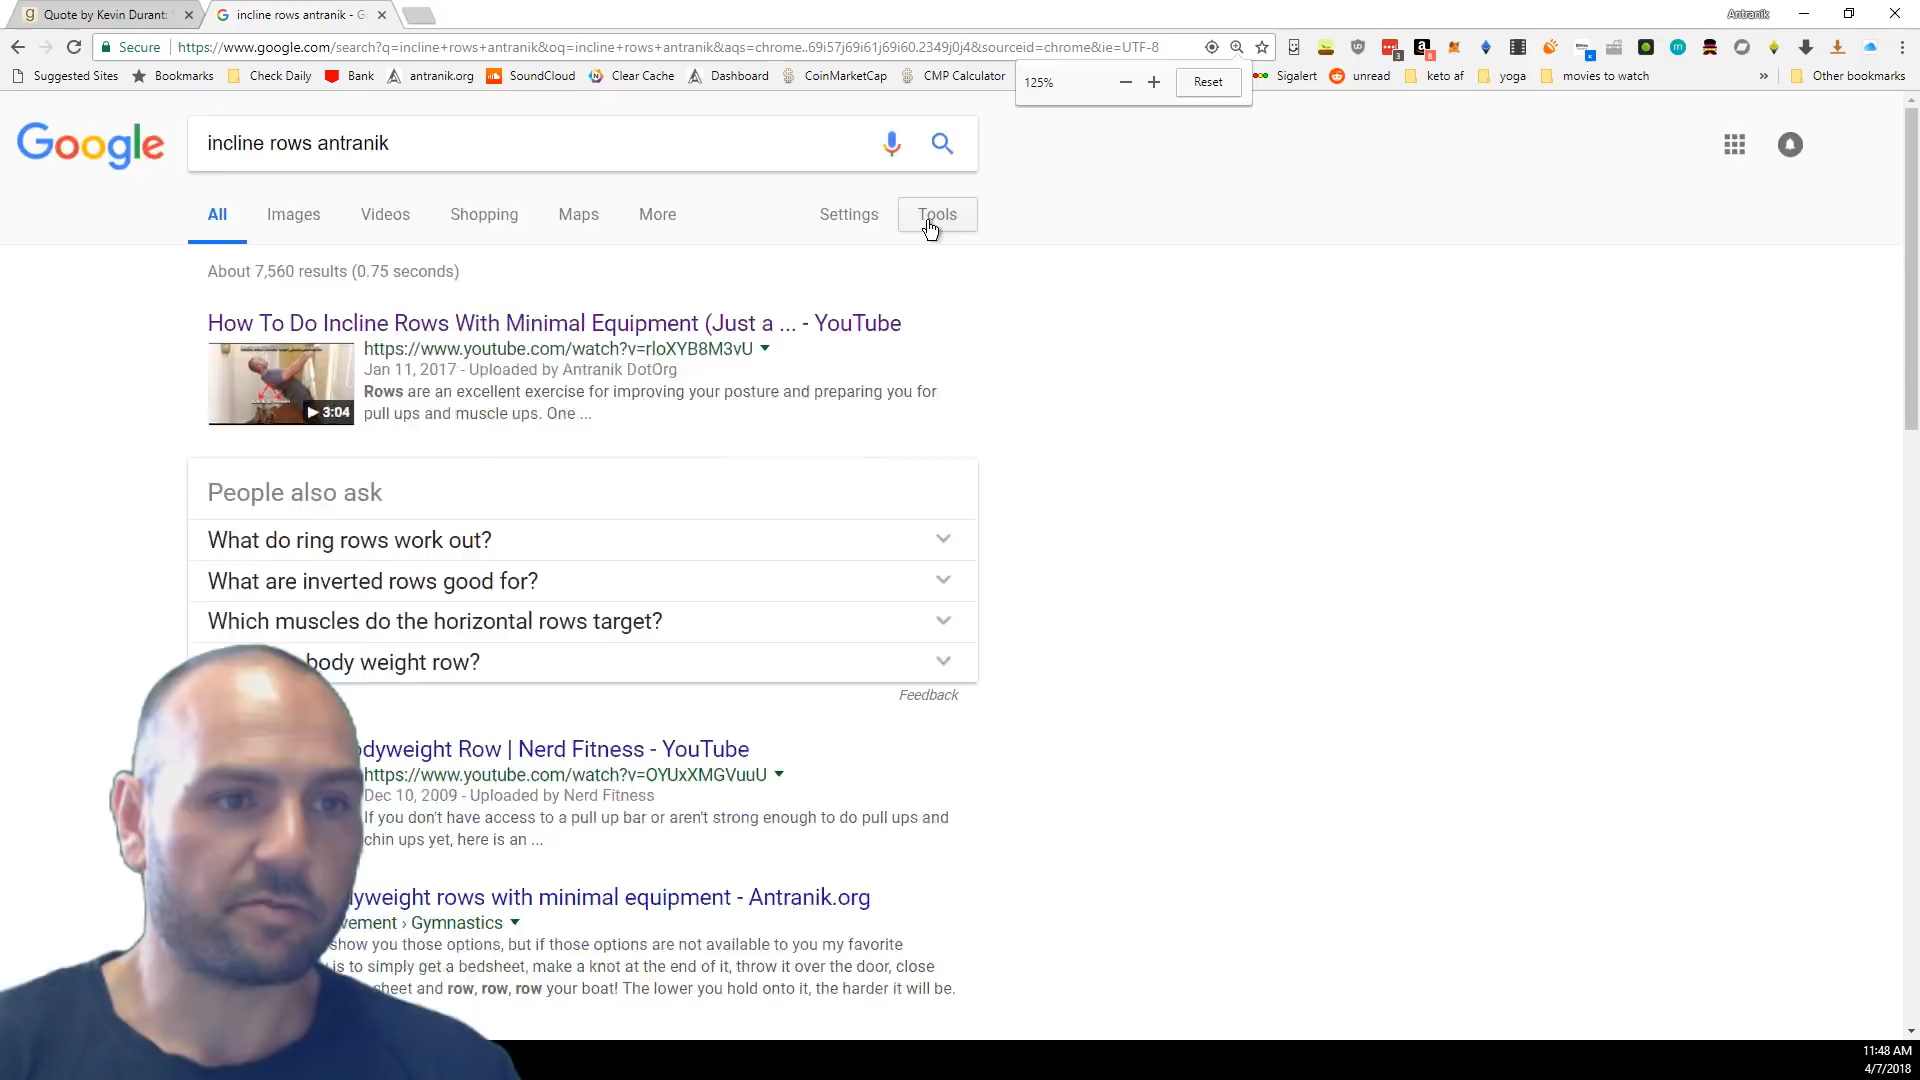 Quote by Kevin Durant:
incline rows antranik - G
Antranik
Secure
https://www.google.com/search?q=incline+rows+antranik&oq=incline+rows+antranik&aqs=chrome..69i57j69i61j69i60.2349j0j4&sourceid=chrome&ie=UTF-8
Suggested Sites
Bookmarks
Check Daily
Bank
antranik.org
SoundCloud
Clear Cache
Dashboard
CoinMarketCap
CMP Calculator
Sigalert
unread
keto af
yoga
movies to watch
Other bookmarks
125%
Reset
Google
incline rows antranik
All
Images
Videos
Shopping
Maps
More
Settings
Tools
About 7,560 results (0.75 seconds)
How To Do Incline Rows With Minimal Equipment (Just a ... - YouTube
https://www.youtube.com/watch?v=rloXYB8M3vU
Jan 11, 2017 - Uploaded by Antranik DotOrg
Rows are an excellent exercise for improving your posture and preparing you for
pull ups and muscle ups. One ...
3:04
People also ask
What do ring rows work out?
What are inverted rows good for?
Which muscles do the horizontal rows target?
body weight row?
Feedback
dyweight Row | Nerd Fitness - YouTube
https://www.youtube.com/watch?v=OYUxXMGVuuU
Dec 10, 2009 - Uploaded by Nerd Fitness
If you don't have access to a pull up bar or aren't strong enough to do pull ups and
chin ups yet, here is an ...
yweight rows with minimal equipment - Antranik.org
vement › Gymnastics
show you those options, but if those options are not available to you my favorite
is to simply get a bedsheet, make a knot at the end of it, throw it over the door, close
sheet and row, row, row your boat! The lower you hold onto it, the harder it will be.
11:48 AM
4/7/2018